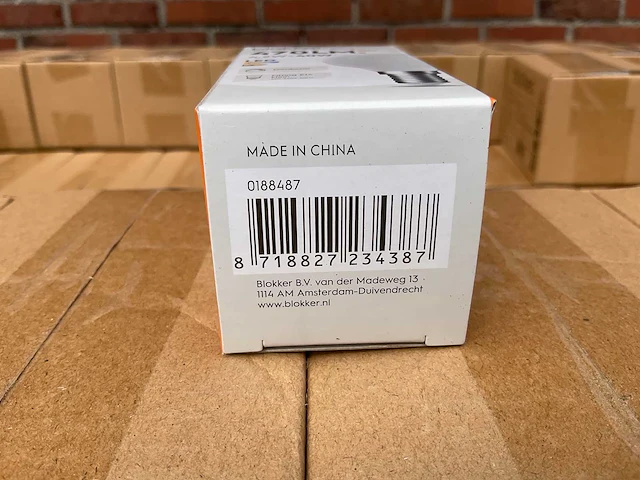 470LM
MADE IN CHINA
0188487
8 718827 234387
Blokker B.V. van der Madeweg 13
1114 AM Amsterdam-Duivendrecht
www.blokker.nl